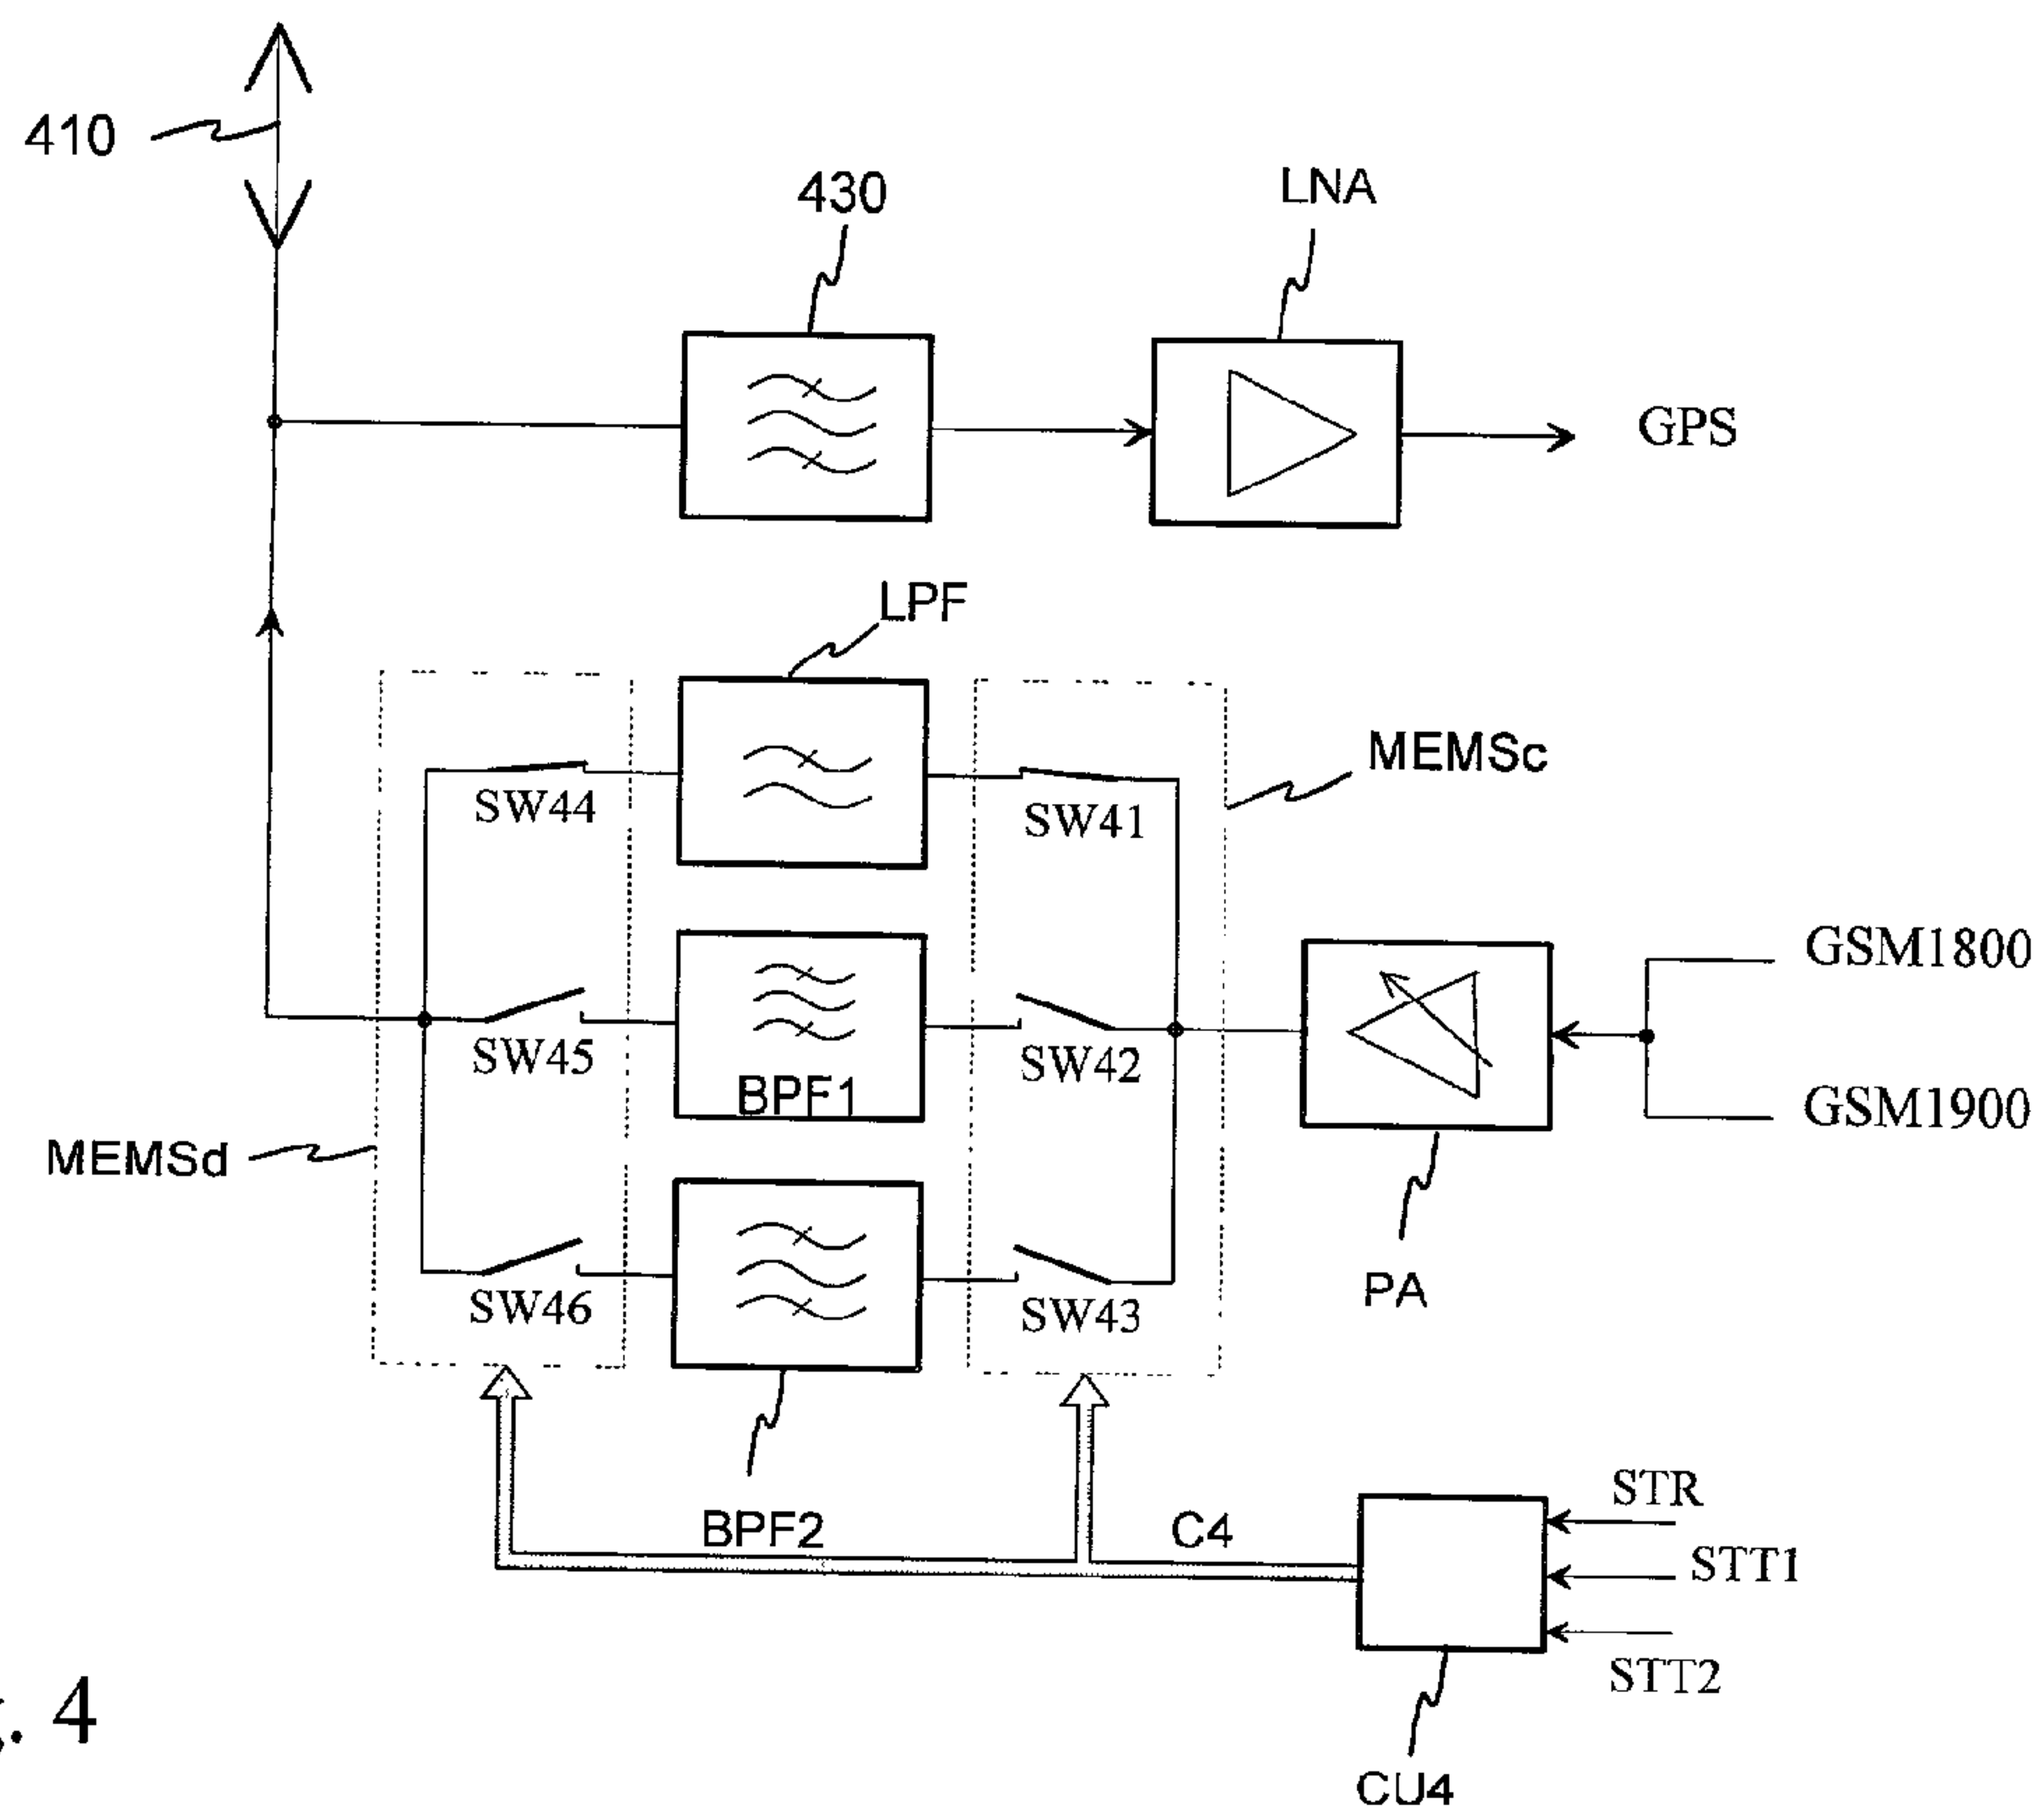 410
430
LNA
GPS
LPF
MEMSc
SW44
SW41
GSM1800
SW45
SW42
BPF1
GSM1900
MEMSd
SW46
SW43
PA
BPF2
C4
STR
STT1
STT2
. 4
CU4